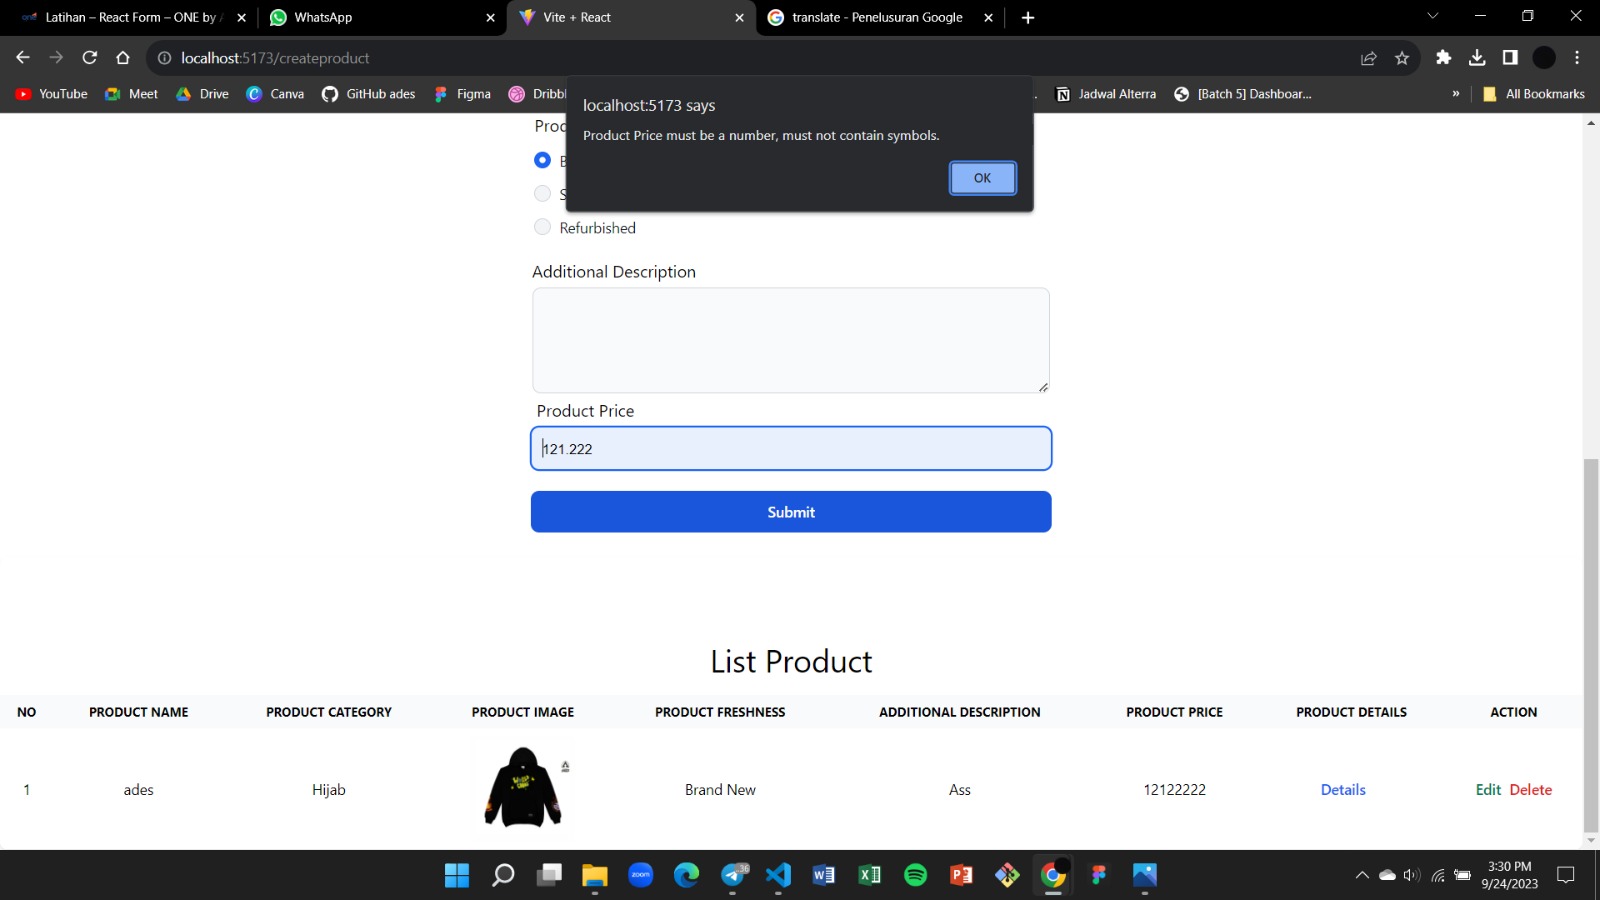 Latihan – React Form – ONE by
WhatsApp
Vite + React
translate - Penelusuran Google
localhost:5173/createproduct
YouTube
Meet
Drive
Canva
GitHub ades
Figma
Dribbl
Jadwal Alterra
[Batch 5] Dashboar...
»
All Bookmarks
localhost:5173 says
Product Price must be a number, must not contain symbols.
OK
Prod
B
S
Refurbished
Additional Description
Product Price
121.222
Submit
List Product
NO PRODUCT NAME PRODUCT CATEGORY PRODUCT IMAGE PRODUCT FRESHNESS ADDITIONAL DESCRIPTION PRODUCT PRICE PRODUCT DETAILS ACTION
1 ades Hijab Brand New Ass 12122222 Details Edit Delete
zoom
3:30 PM
9/24/2023